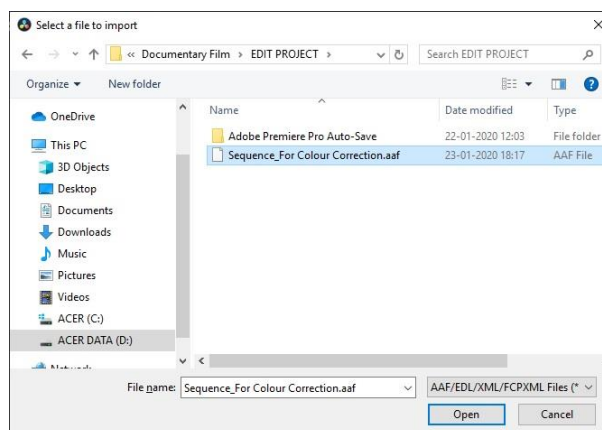 Select a file to import
« Documentary Film › EDIT PROJECT ›
Search EDIT PROJECT
Organize
New folder
Name Date modified Type
Adobe Premiere Pro Auto-Save 22-01-2020 12:03 File folder
Sequence_For Colour Correction.aaf 23-01-2020 18:17 AAF File
OneDrive
This PC
3D Objects
Desktop
Documents
Downloads
Music
Pictures
Videos
ACER (C:)
ACER DATA (D:)
Network
File name: Sequence_For Colour Correction.aaf
AAF/EDL/XML/FCPXML Files (*
Open Cancel